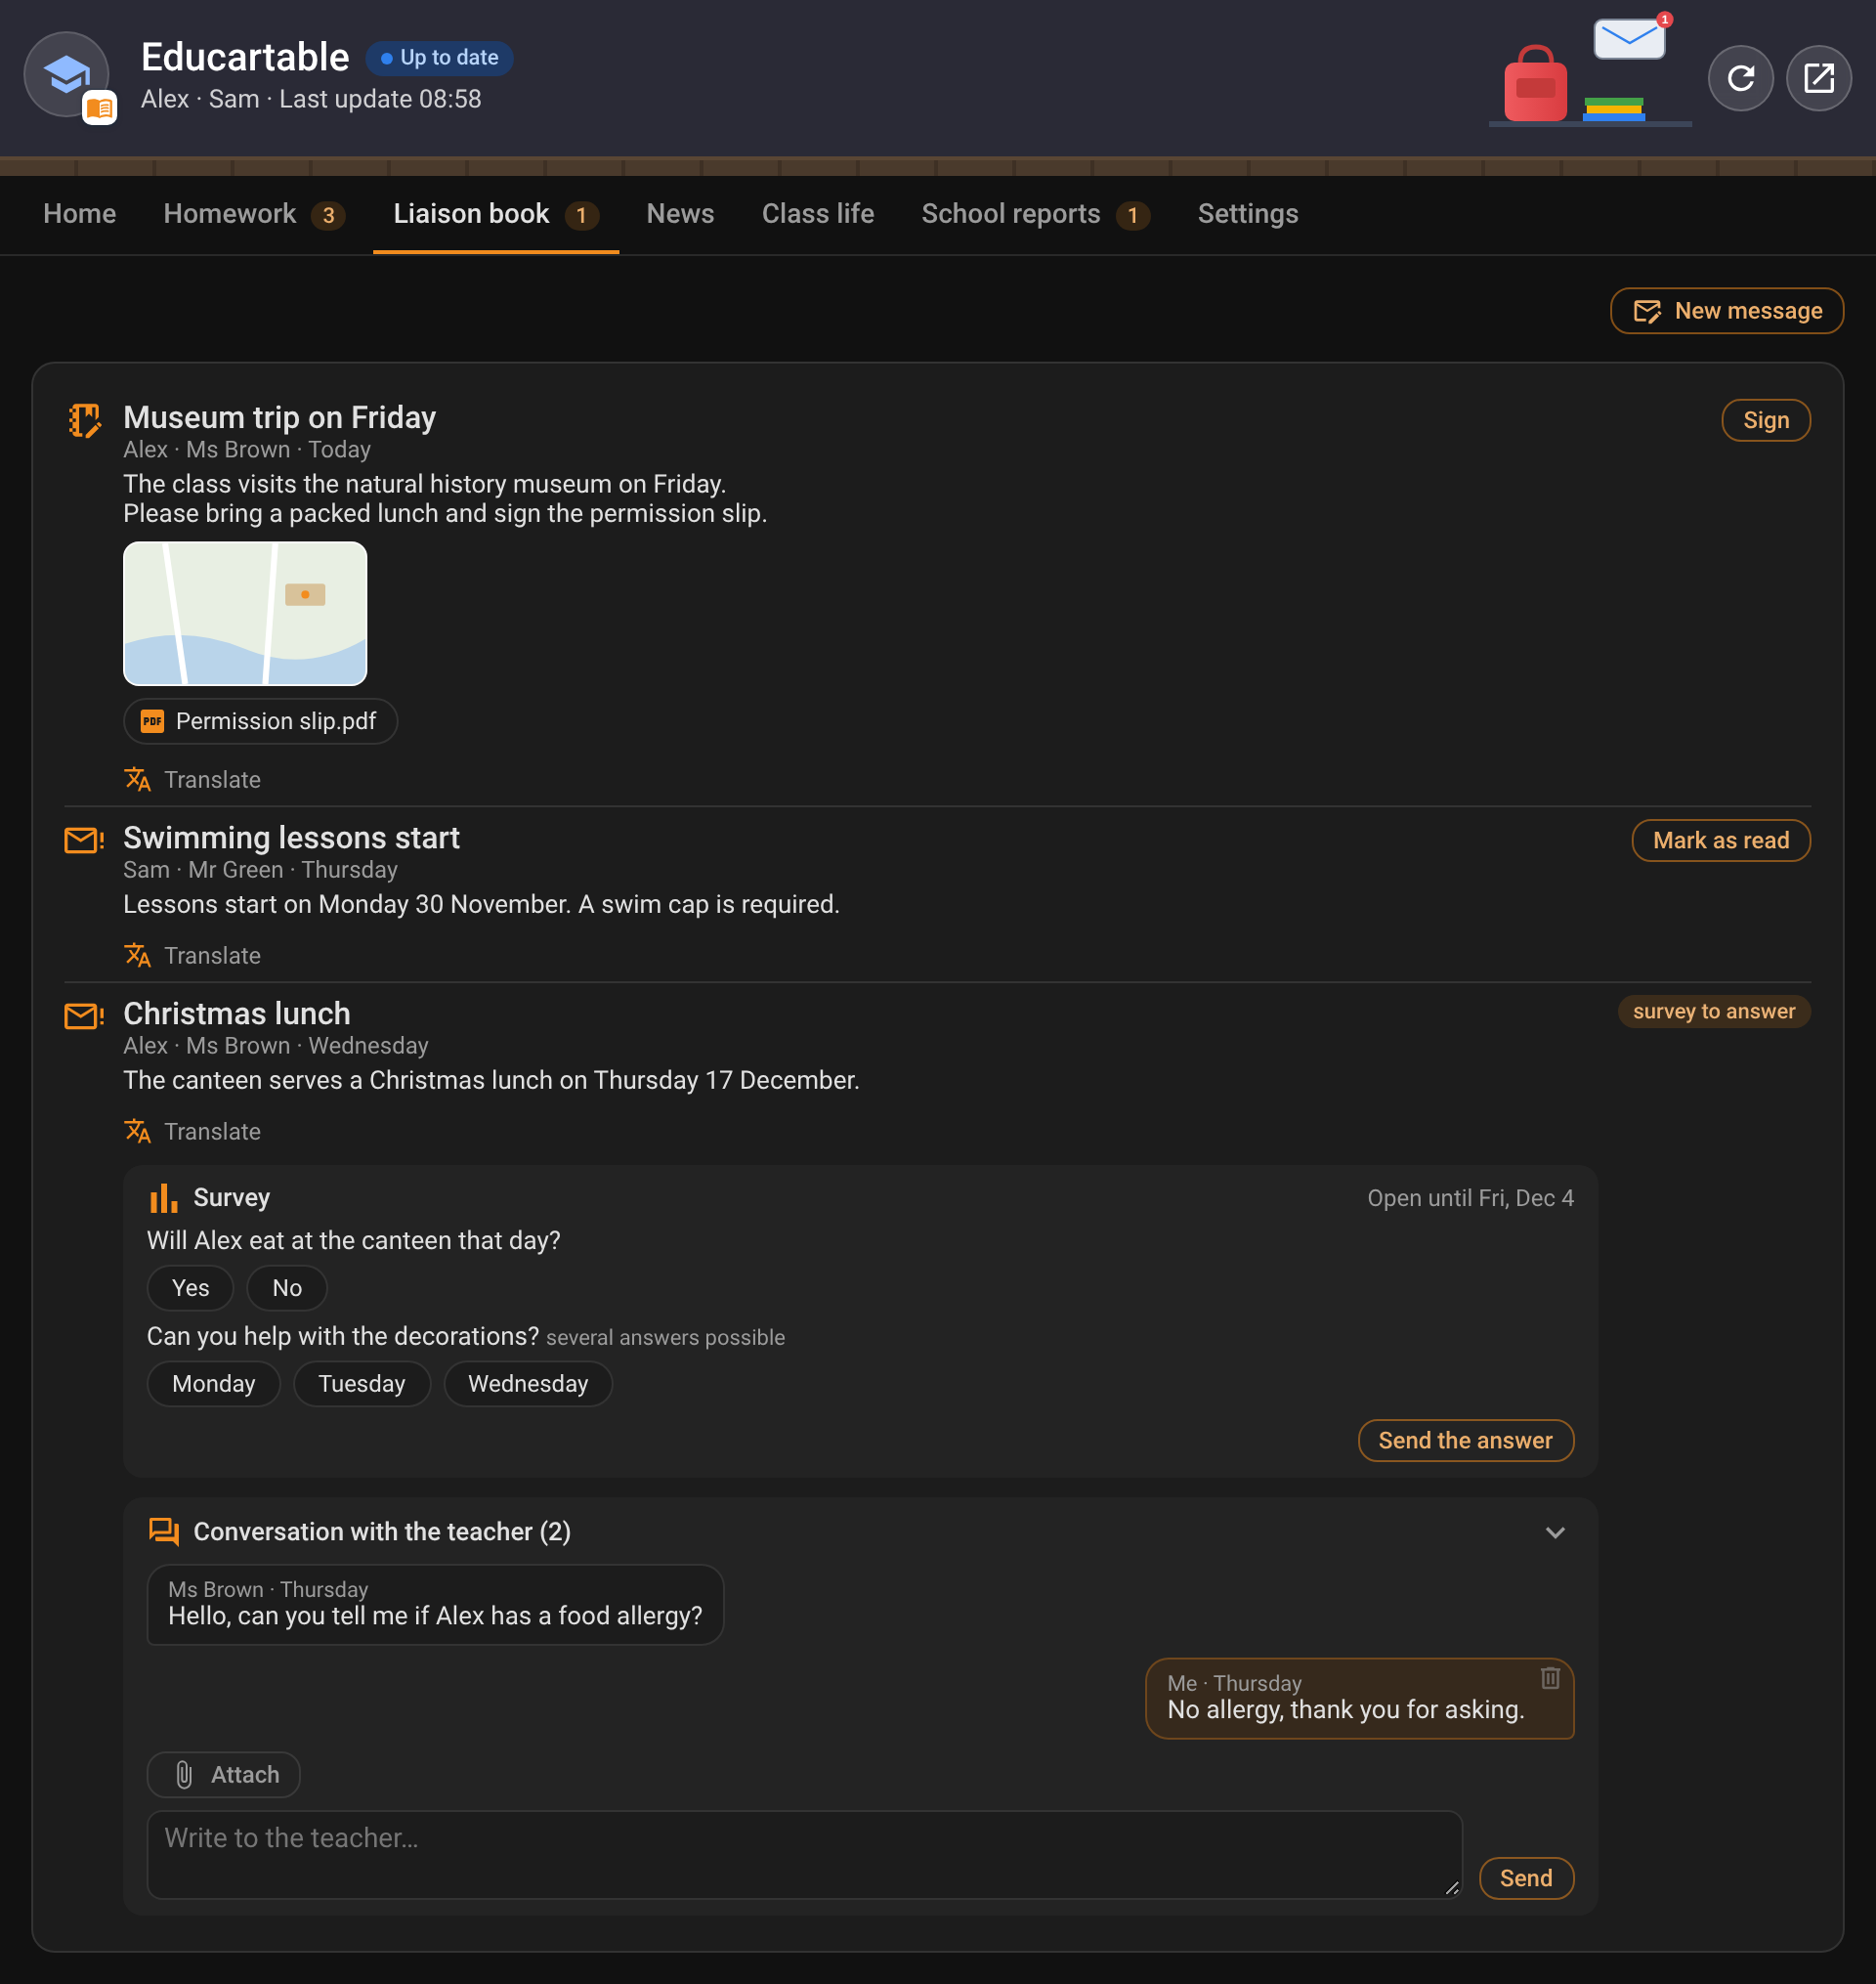 Educartable
Up to date
Alex · Sam · Last update 08:58
1
Home
Homework 3
Liaison book 1
News
Class life
School reports 1
Settings
New message
Museum trip on Friday
Sign
Alex · Ms Brown · Today
The class visits the natural history museum on Friday.
Please bring a packed lunch and sign the permission slip.
PDF Permission slip.pdf
Translate
Swimming lessons start
Mark as read
Sam · Mr Green · Thursday
Lessons start on Monday 30 November. A swim cap is required.
Translate
Christmas lunch
survey to answer
Alex · Ms Brown · Wednesday
The canteen serves a Christmas lunch on Thursday 17 December.
Translate
Survey
Open until Fri, Dec 4
Will Alex eat at the canteen that day?
Yes
No
Can you help with the decorations? several answers possible
Monday
Tuesday
Wednesday
Send the answer
Conversation with the teacher (2)
Ms Brown · Thursday
Hello, can you tell me if Alex has a food allergy?
Me · Thursday
No allergy, thank you for asking.
Attach
Write to the teacher…
Send